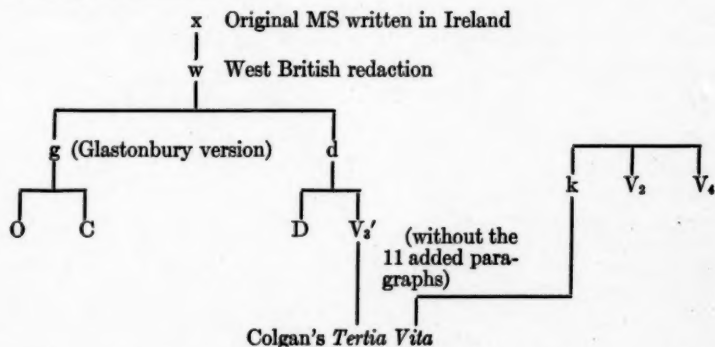 x Original MS written in Ireland
w West British redaction
g (Glastonbury version) d
k V₂ V₄
O C D V₃′
(without the
11 added para-
graphs)
Colgan's Tertia Vita